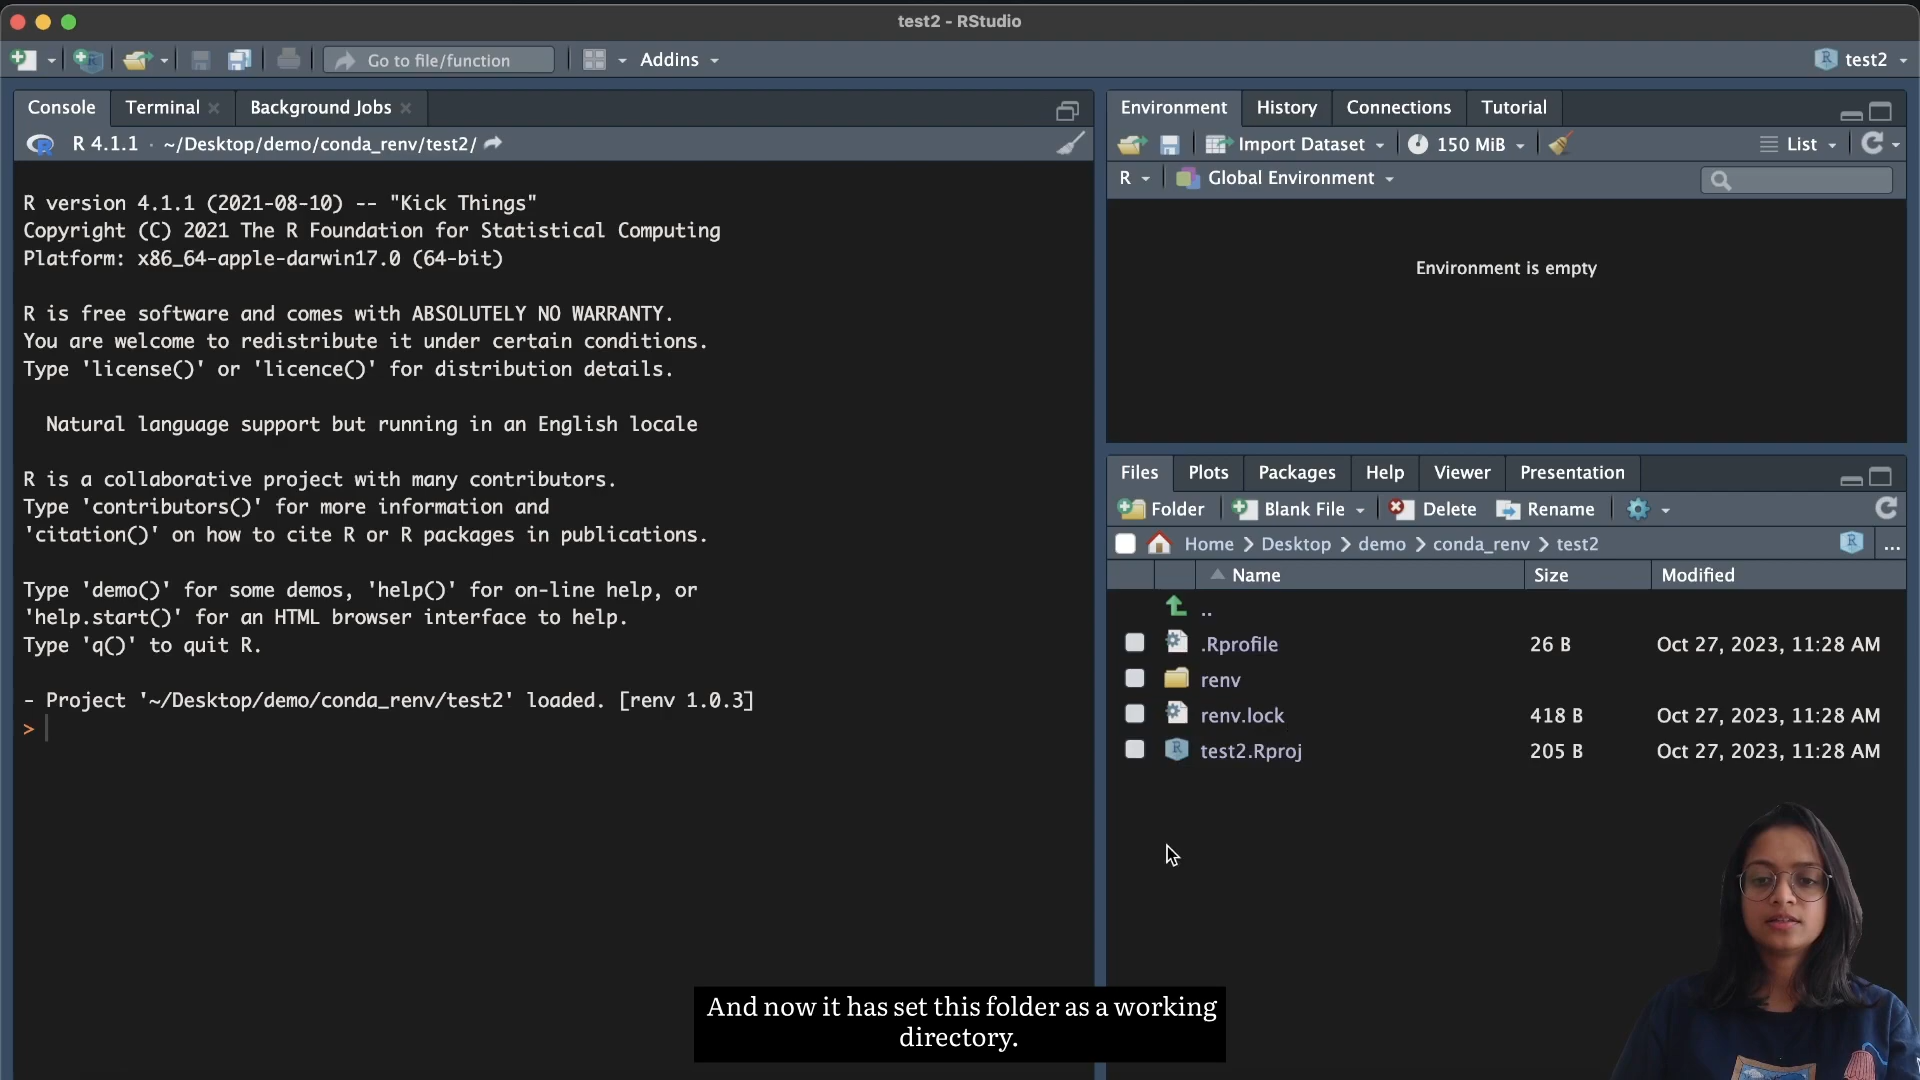 test2 - RStudio
Go to file/function
Addins
test2
Console
Terminal
Background Jobs
R 4.1.1 · ~/Desktop/demo/conda_renv/test2/
R version 4.1.1 (2021-08-10) -- "Kick Things"
Copyright (C) 2021 The R Foundation for Statistical Computing
Platform: x86_64-apple-darwin17.0 (64-bit)
R is free software and comes with ABSOLUTELY NO WARRANTY.
You are welcome to redistribute it under certain conditions.
Type 'license()' or 'licence()' for distribution details.
Natural language support but running in an English locale
R is a collaborative project with many contributors.
Type 'contributors()' for more information and
'citation()' on how to cite R or R packages in publications.
Type 'demo()' for some demos, 'help()' for on-line help, or
'help.start()' for an HTML browser interface to help.
Type 'q()' to quit R.
- Project '~/Desktop/demo/conda_renv/test2' loaded. [renv 1.0.3]
>
Environment
History
Connections
Tutorial
Import Dataset
150 MiB
List
R
Global Environment
Environment is empty
Files
Plots
Packages
Help
Viewer
Presentation
Folder
Blank File
Delete
Rename
Home > Desktop > demo > conda_renv > test2
...
Name Size Modified
..
.Rprofile 26 B Oct 27, 2023, 11:28 AM
renv
renv.lock 418 B Oct 27, 2023, 11:28 AM
test2.Rproj 205 B Oct 27, 2023, 11:28 AM
And now it has set this folder as a working
directory.